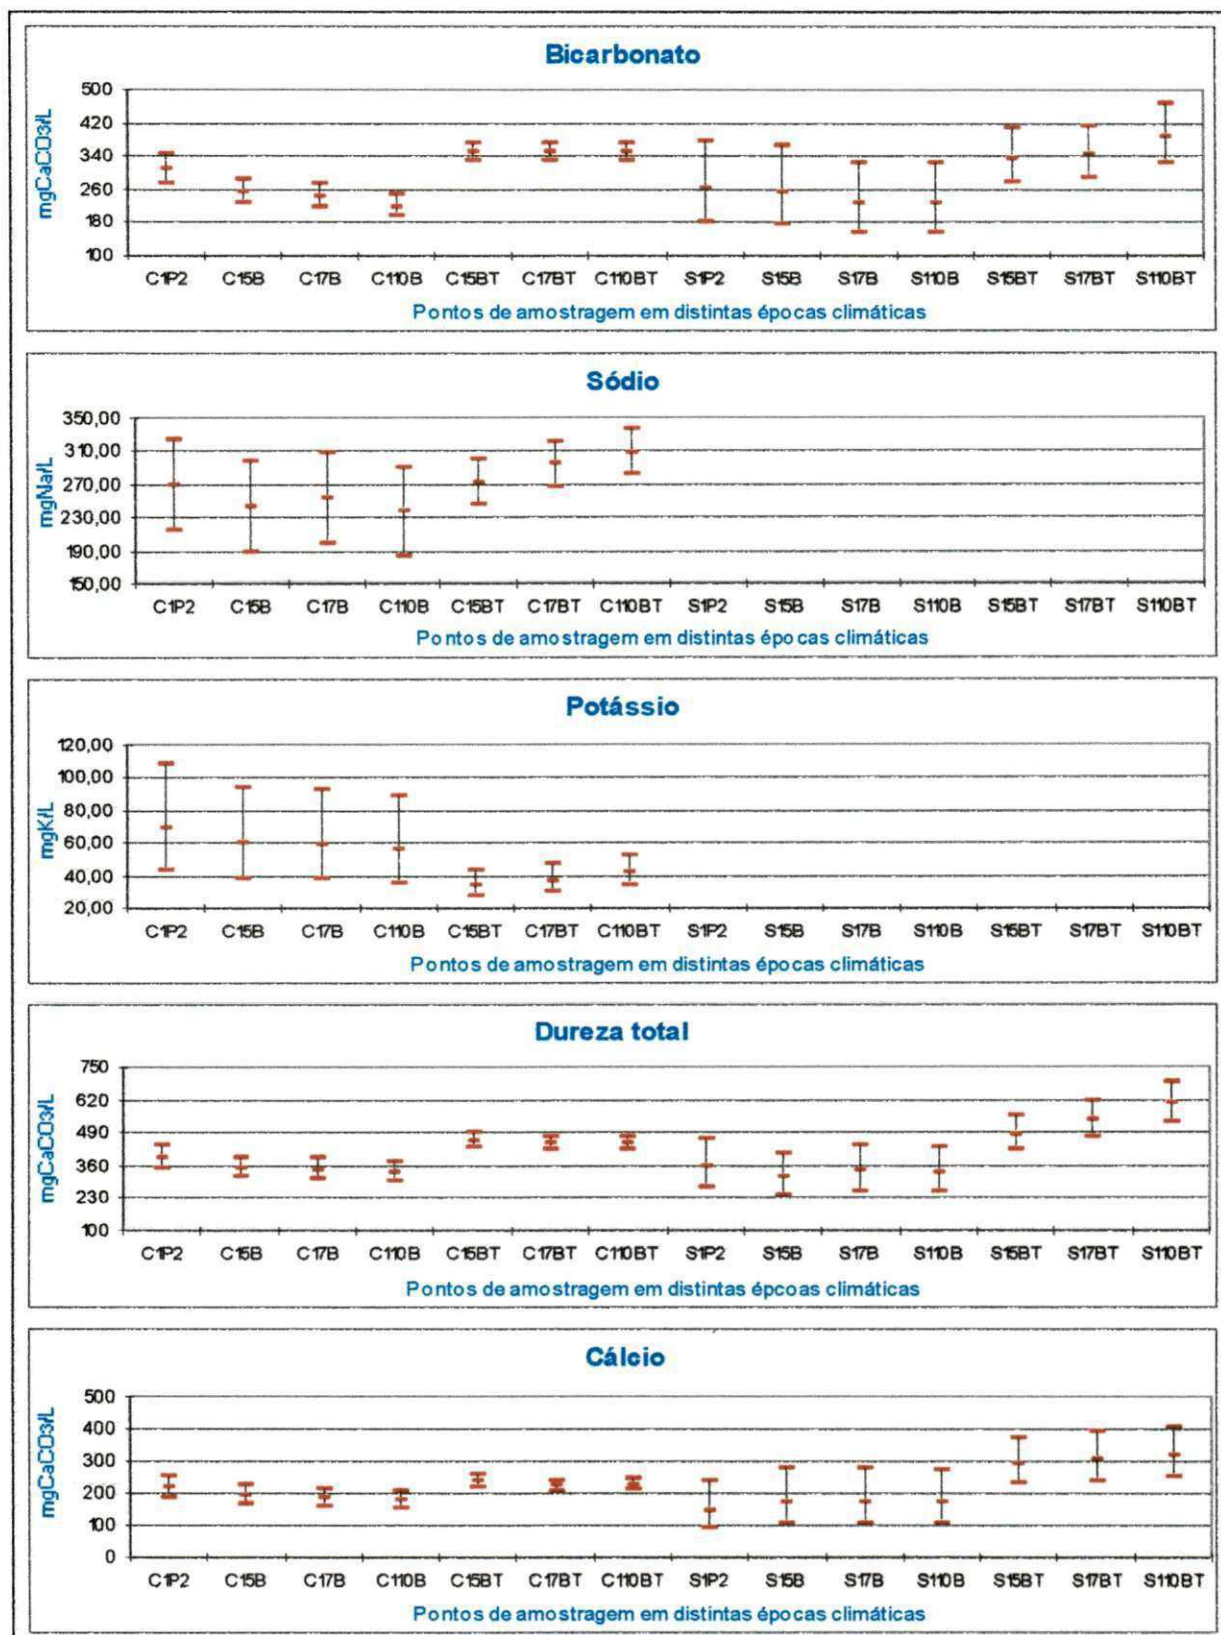 Bicarbonato
mgCaCO3/L
500
420
340
260
180
100
C1P2 C15B C17B C110B C15BT C17BT C110BT S1P2 S15B S17B S110B S15BT S17BT S110BT
Pontos de amostragem em distintas épocas climáticas
Sódio
mgNa/L
350,00
310,00
270,00
230,00
190,00
150,00
C1P2 C15B C17B C110B C15BT C17BT C110BT S1P2 S15B S17B S110B S15BT S17BT S110BT
Pontos de amostragem em distintas épocas climáticas
Potássio
mgK/L
120,00
100,00
80,00
60,00
40,00
20,00
C1P2 C15B C17B C110B C15BT C17BT C110BT S1P2 S15B S17B S110B S15BT S17BT S110BT
Pontos de amostragem em distintas épocas climáticas
Dureza total
mgCaCO3/L
750
620
490
360
230
100
C1P2 C15B C17B C110B C15BT C17BT C110BT S1P2 S15B S17B S110B S15BT S17BT S110BT
Pontos de amostragem em distintas épcoas climáticas
Cálcio
mgCaCO3/L
500
400
300
200
100
0
C1P2 C15B C17B C110B C15BT C17BT C110BT S1P2 S15B S17B S110B S15BT S17BT S110BT
Pontos de amostragem em distintas épocas climáticas